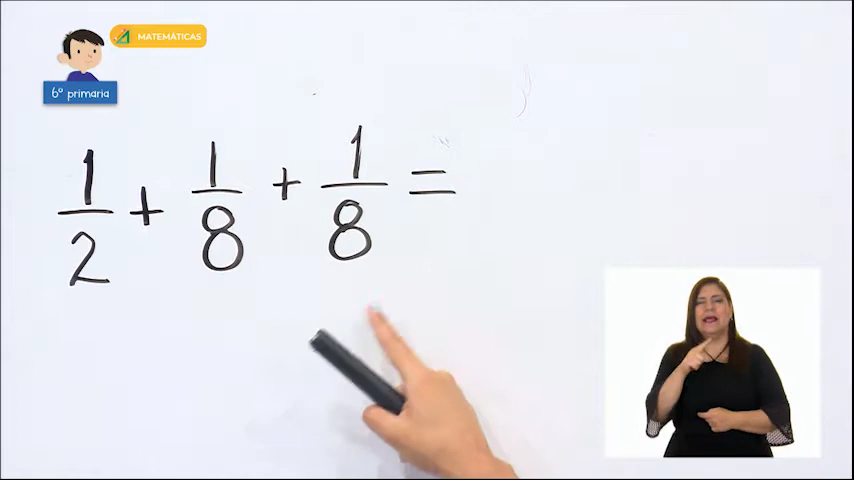 MATEMÁTICAS
6º primaria
1/2 + 1/8 + 1/8 =